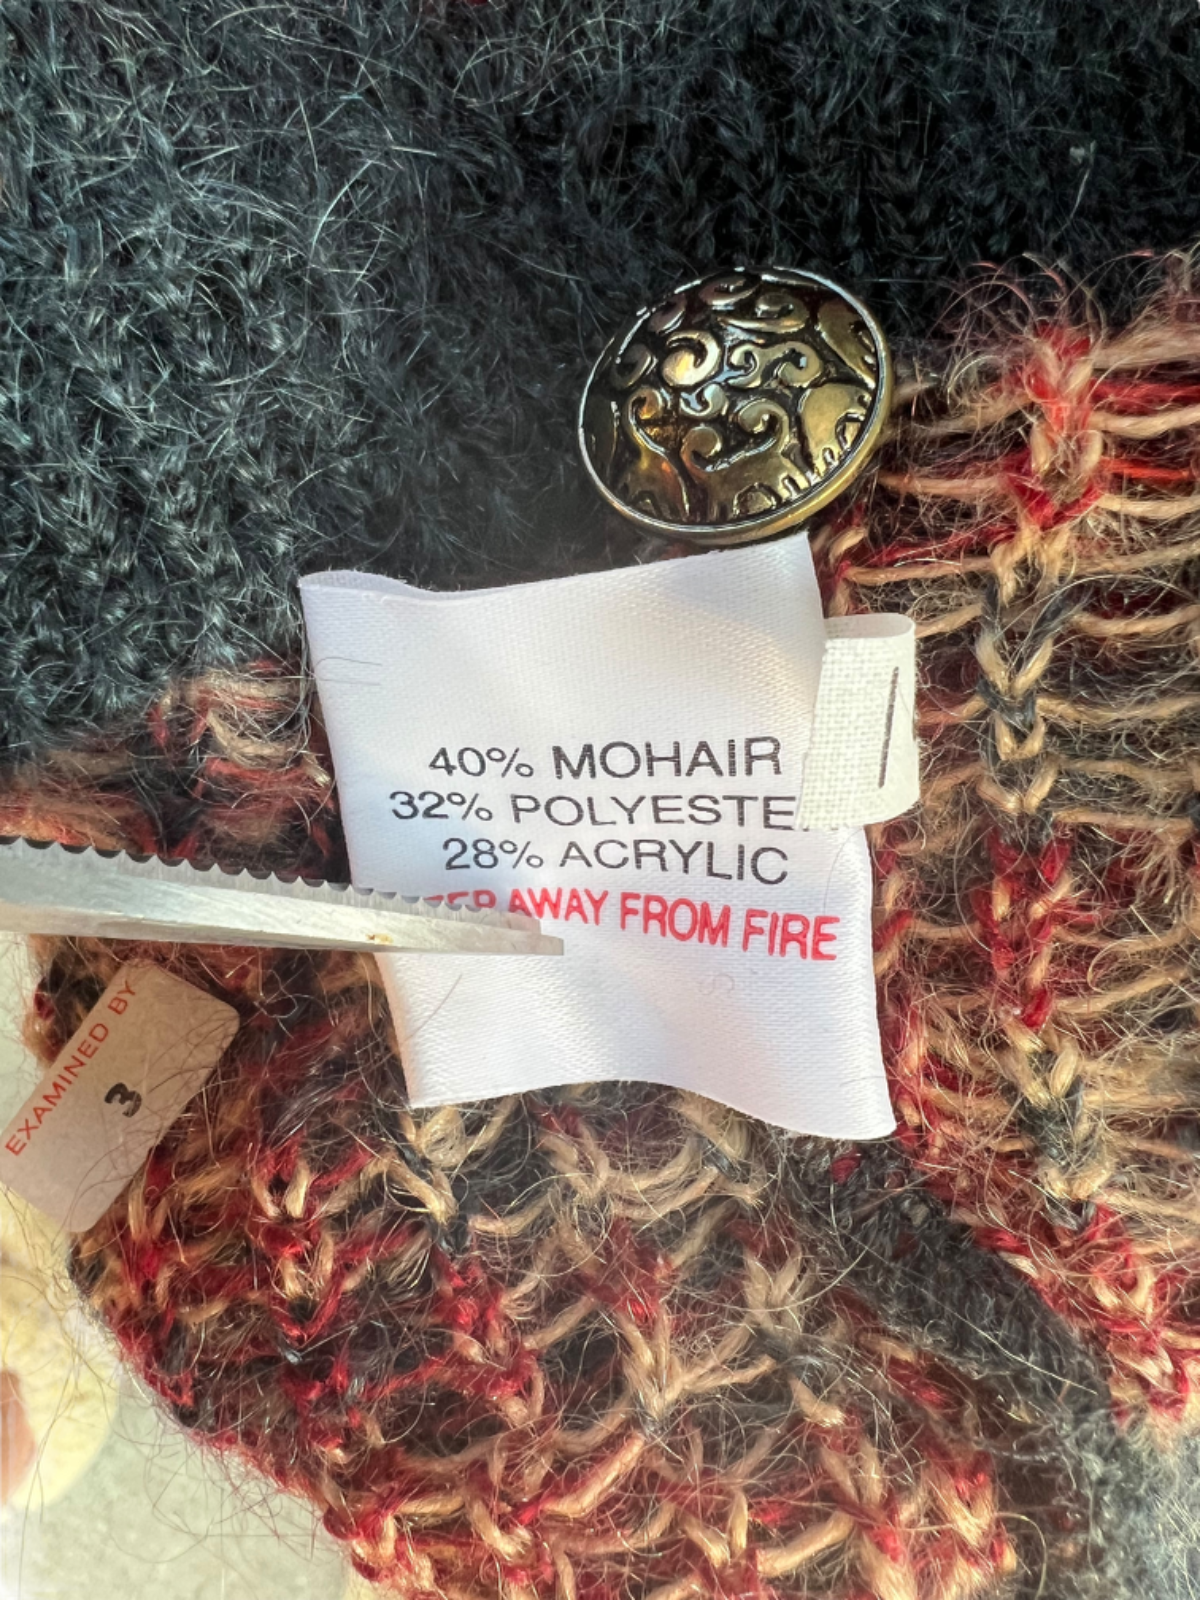 40% MOHAIR
32% POLYESTE
28% ACRYLIC
AWAY FROM FIRE
EXAMINED BY
3